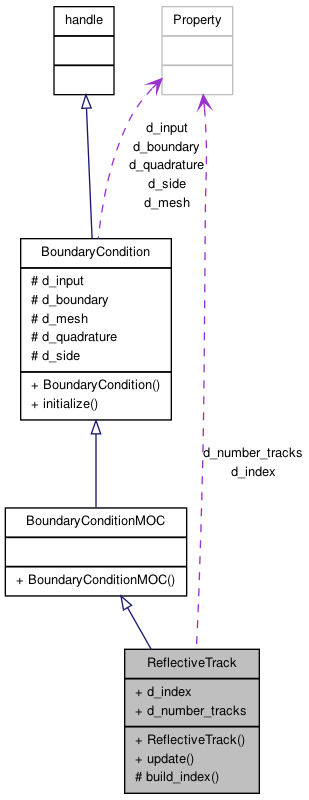 handle
Property
d_input
d_boundary
d_quadrature
d_side
d_mesh
BoundaryCondition
# d_input
# d_boundary
# d_mesh
# d_quadrature
# d_side
+ BoundaryCondition()
+ initialize()
d_number_tracks
d_index
BoundaryConditionMOC
+ BoundaryConditionMOC()
ReflectiveTrack
+ d_index
+ d_number_tracks
+ ReflectiveTrack()
+ update()
# build_index()